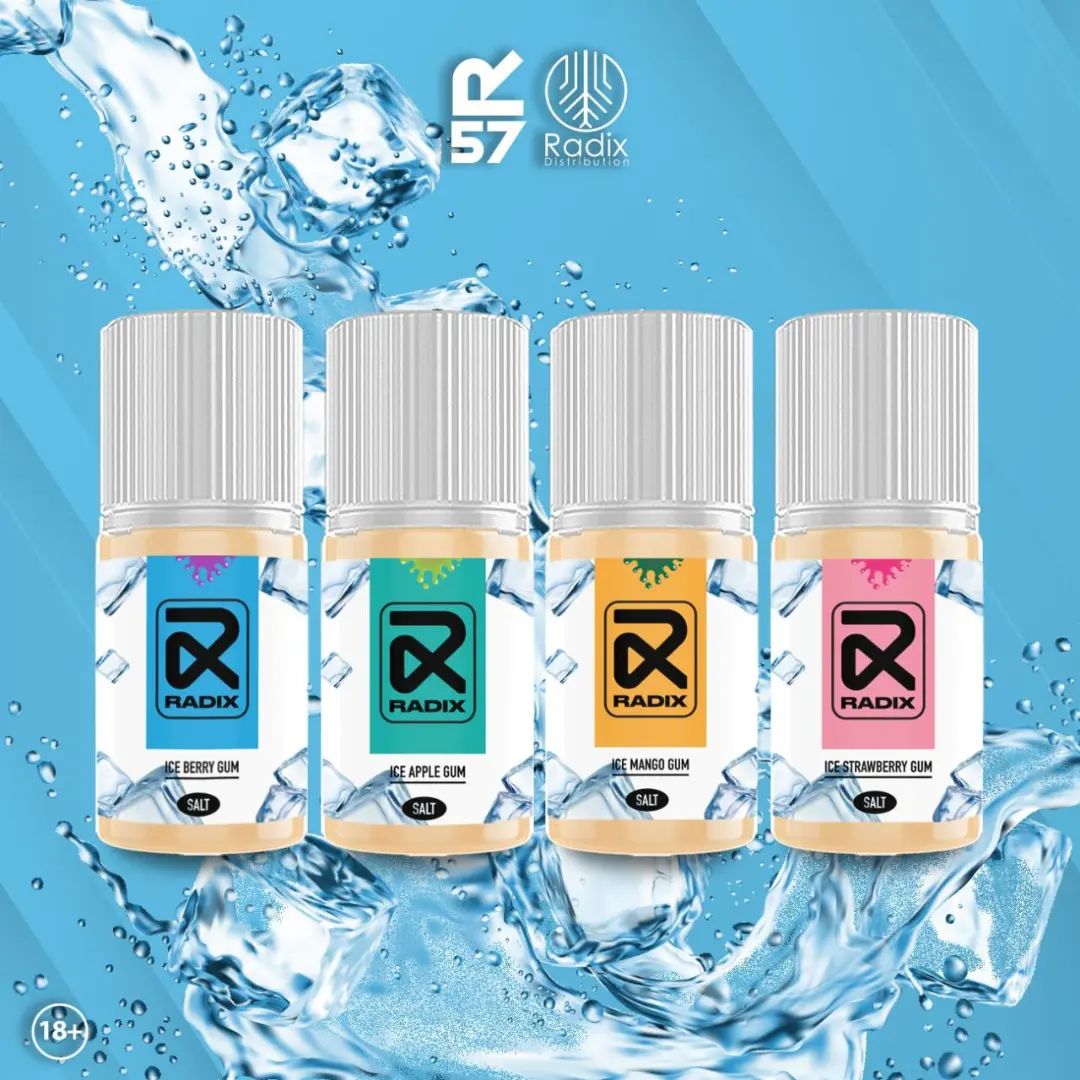 R
57
Radix
Distribution
RADIX
ICE BERRY GUM
SALT
RADIX
ICE APPLE GUM
SALT
RADIX
ICE MANGO GUM
SALT
RADIX
ICE STRAWBERRY GUM
SALT
18+